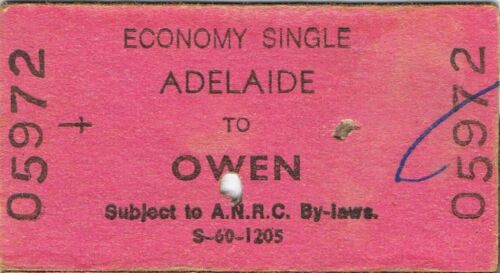 ECONOMY SINGLE
ADELAIDE
TO
OWEN
Subject to A.N.R.C. By-laws.
S-60-1205
05972
05972